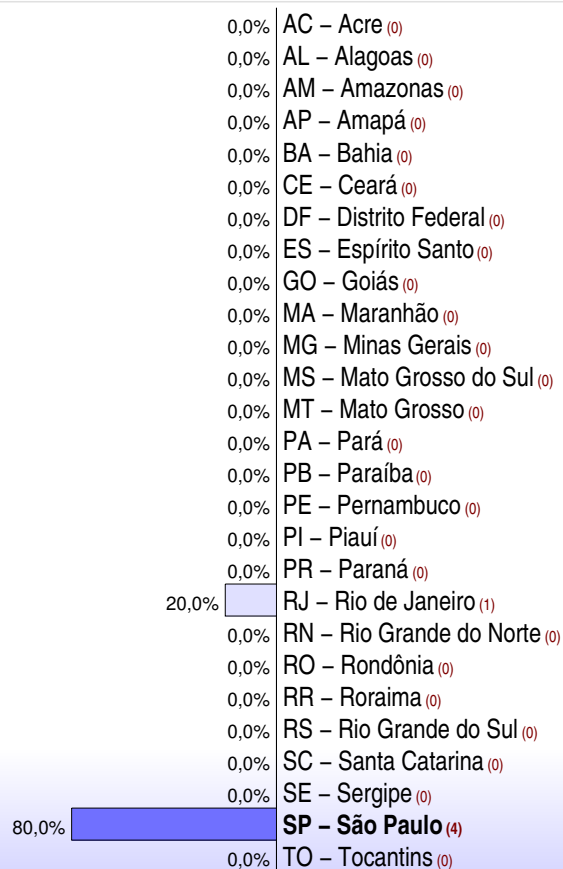 0,0% AC – Acre (0)
0,0% AL – Alagoas (0)
0,0% AM – Amazonas (0)
0,0% AP – Amapá (0)
0,0% BA – Bahia (0)
0,0% CE – Ceará (0)
0,0% DF – Distrito Federal (0)
0,0% ES – Espírito Santo (0)
0,0% GO – Goiás (0)
0,0% MA – Maranhão (0)
0,0% MG – Minas Gerais (0)
0,0% MS – Mato Grosso do Sul (0)
0,0% MT – Mato Grosso (0)
0,0% PA – Pará (0)
0,0% PB – Paraíba (0)
0,0% PE – Pernambuco (0)
0,0% PI – Piauí (0)
0,0% PR – Paraná (0)
20,0% RJ – Rio de Janeiro (1)
0,0% RN – Rio Grande do Norte (0)
0,0% RO – Rondônia (0)
0,0% RR – Roraima (0)
0,0% RS – Rio Grande do Sul (0)
0,0% SC – Santa Catarina (0)
0,0% SE – Sergipe (0)
80,0% SP – São Paulo (4)
0,0% TO – Tocantins (0)